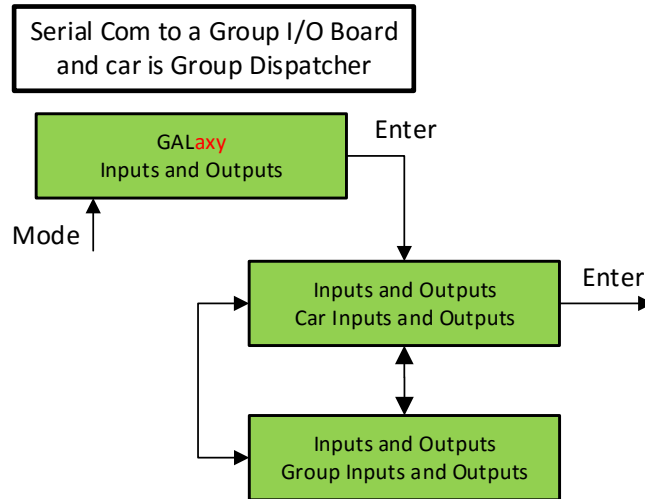 Serial Com to a Group I/O Board
and car is Group Dispatcher
GALaxy
Inputs and Outputs
Enter
Mode
Inputs and Outputs
Car Inputs and Outputs
Enter
Inputs and Outputs
Group Inputs and Outputs